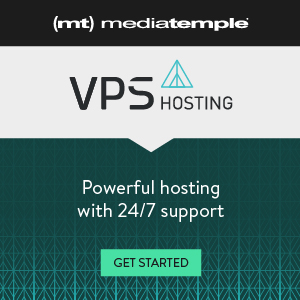 (mt) mediatemple®
VPS HOSTING
Powerful hosting
with 24/7 support
GET STARTED